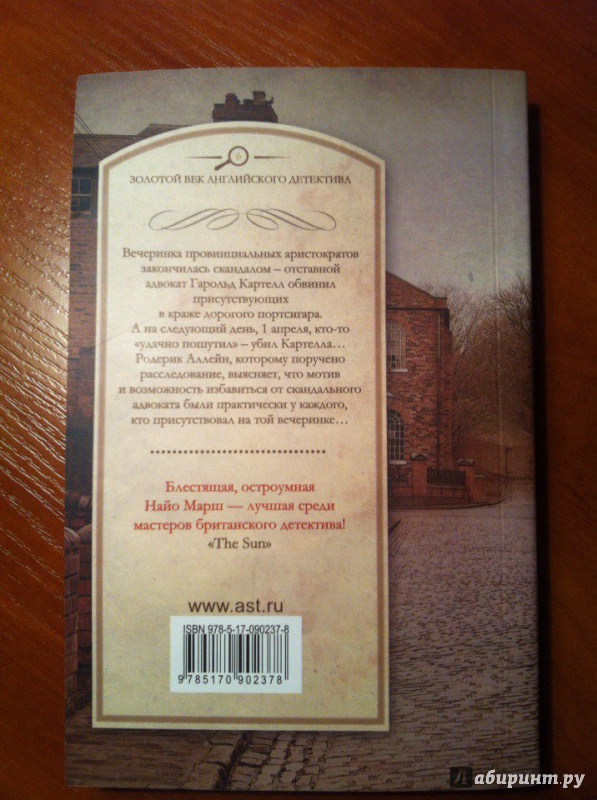 ЗОЛОТОЙ ВЕК АНГЛИЙСКОГО ДЕТЕКТИВА
Вечеринка провинциальных аристократов
закончилась скандалом – отставной
адвокат Гарольд Картелл обвинил
присутствующих
в краже дорогого портсигара.
А на следующий день, 1 апреля, кто-то
«удачно пошутил» – убил Картелла…
Родерик Аллейн, которому поручено
расследование, выясняет, что мотив
и возможность избавиться от скандального
адвоката были практически у каждого,
кто присутствовал на той вечеринке…
Блестящая, остроумная
Найо Марш — лучшая среди
мастеров британского детектива!
«The Sun»
www.ast.ru
ISBN 978-5-17-090237-8
9785170902378
Лабиринт.ру